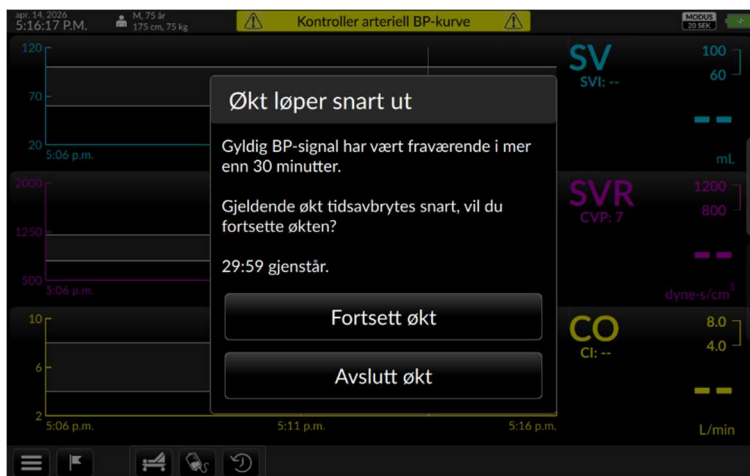 apr. 14, 2026
5:16:17 P.M.
M, 75 år
175 cm, 75 kg
Kontroller arteriell BP-kurve
MODUS
20 SEK
120
70
20
5:06 p.m.
SV
SVI: --
100
60
--
mL
Økt løper snart ut
Gyldig BP-signal har vært fraværende i mer
enn 30 minutter.
Gjeldende økt tidsavbrytes snart, vil du
fortsette økten?
29:59 gjenstår.
Fortsett økt
Avslutt økt
2000
1250
500
5:06 p.m.
SVR
CVP: 7
1200
800
--
dyne-s/cm⁵
10
6
2
5:06 p.m.
5:11 p.m.
5:16 p.m.
CO
CI: --
8.0
4.0
--
L/min